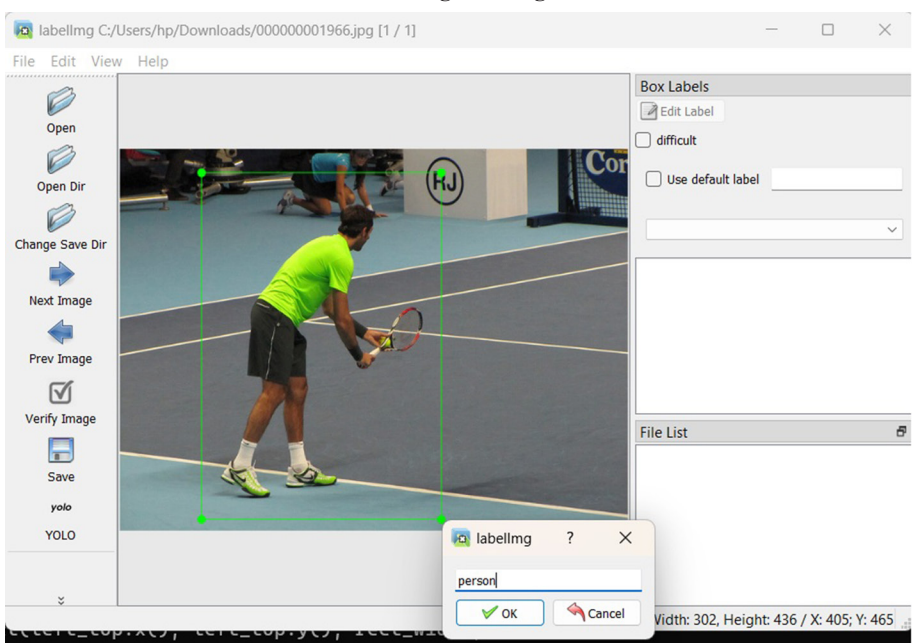 labelImg C:/Users/hp/Downloads/000000001966.jpg [1 / 1]
File Edit View Help
Open
Open Dir
Change Save Dir
Next Image
Prev Image
Verify Image
Save
yolo
YOLO
RJ
Cor
Box Labels
Edit Label
difficult
Use default label
File List
labelImg ?
person
OK Cancel
Width: 302, Height: 436 / X: 405; Y: 465